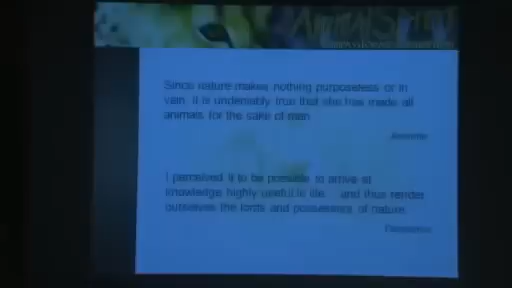 Since nature makes nothing purposeless or in
vain, it is undeniably true that she has made all
animals for the sake of man
Aristotle
I perceived it to be possible to arrive at
knowledge highly useful in life ... and thus render
ourselves the lords and possessors of nature
Descartes